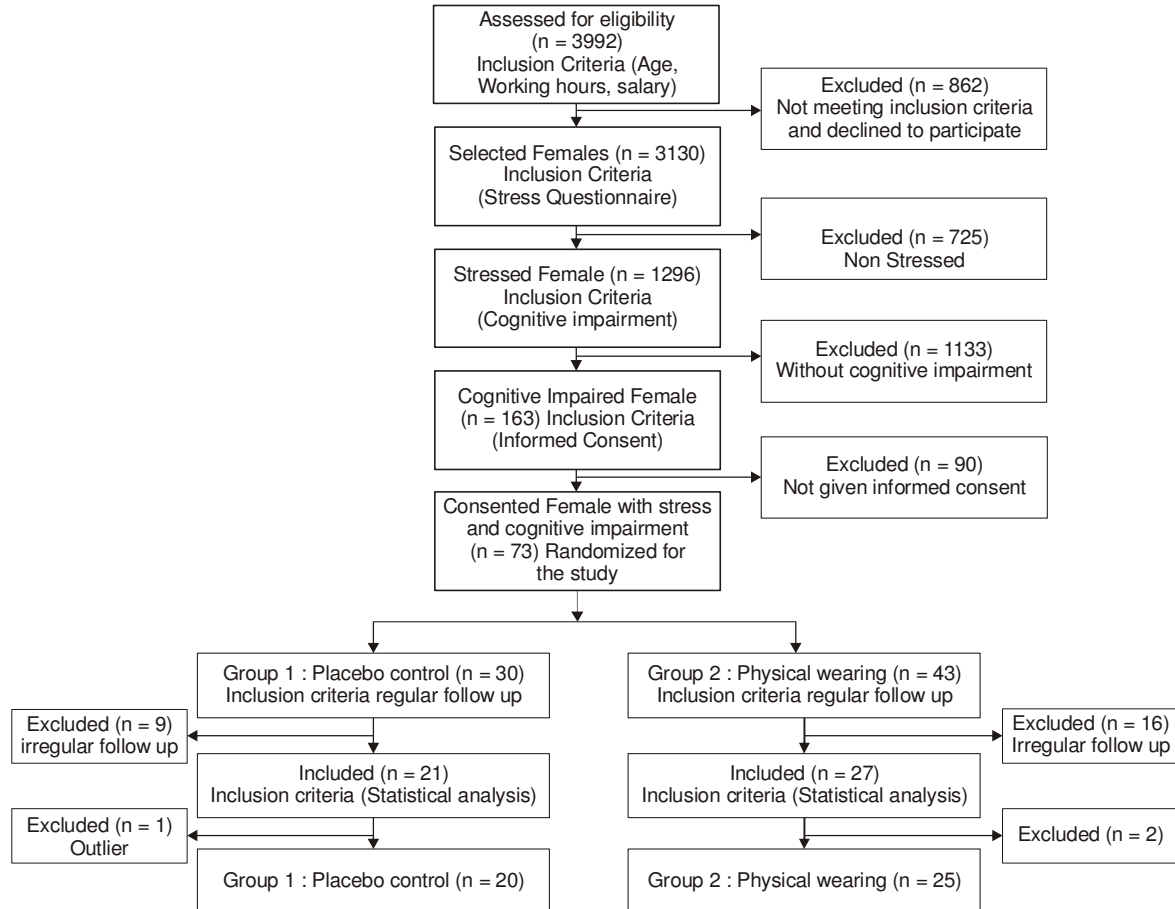 Assessed for eligibility
(n = 3992)
Inclusion Criteria (Age,
Working hours, salary)
Excluded (n = 862)
Not meeting inclusion criteria
and declined to participate
Selected Females (n = 3130)
Inclusion Criteria
(Stress Questionnaire)
Excluded (n = 725)
Non Stressed
Stressed Female (n = 1296)
Inclusion Criteria
(Cognitive impairment)
Excluded (n = 1133)
Without cognitive impairment
Cognitive Impaired Female
(n = 163) Inclusion Criteria
(Informed Consent)
Excluded (n = 90)
Not given informed consent
Consented Female with stress
and cognitive impairment
(n = 73) Randomized for
the study
Group 1 : Placebo control (n = 30)
Inclusion criteria regular follow up
Group 2 : Physical wearing (n = 43)
Inclusion criteria regular follow up
Excluded (n = 9)
irregular follow up
Excluded (n = 16)
Irregular follow up
Included (n = 21)
Inclusion criteria (Statistical analysis)
Included (n = 27)
Inclusion criteria (Statistical analysis)
Excluded (n = 1)
Outlier
Excluded (n = 2)
Group 1 : Placebo control (n = 20)
Group 2 : Physical wearing (n = 25)